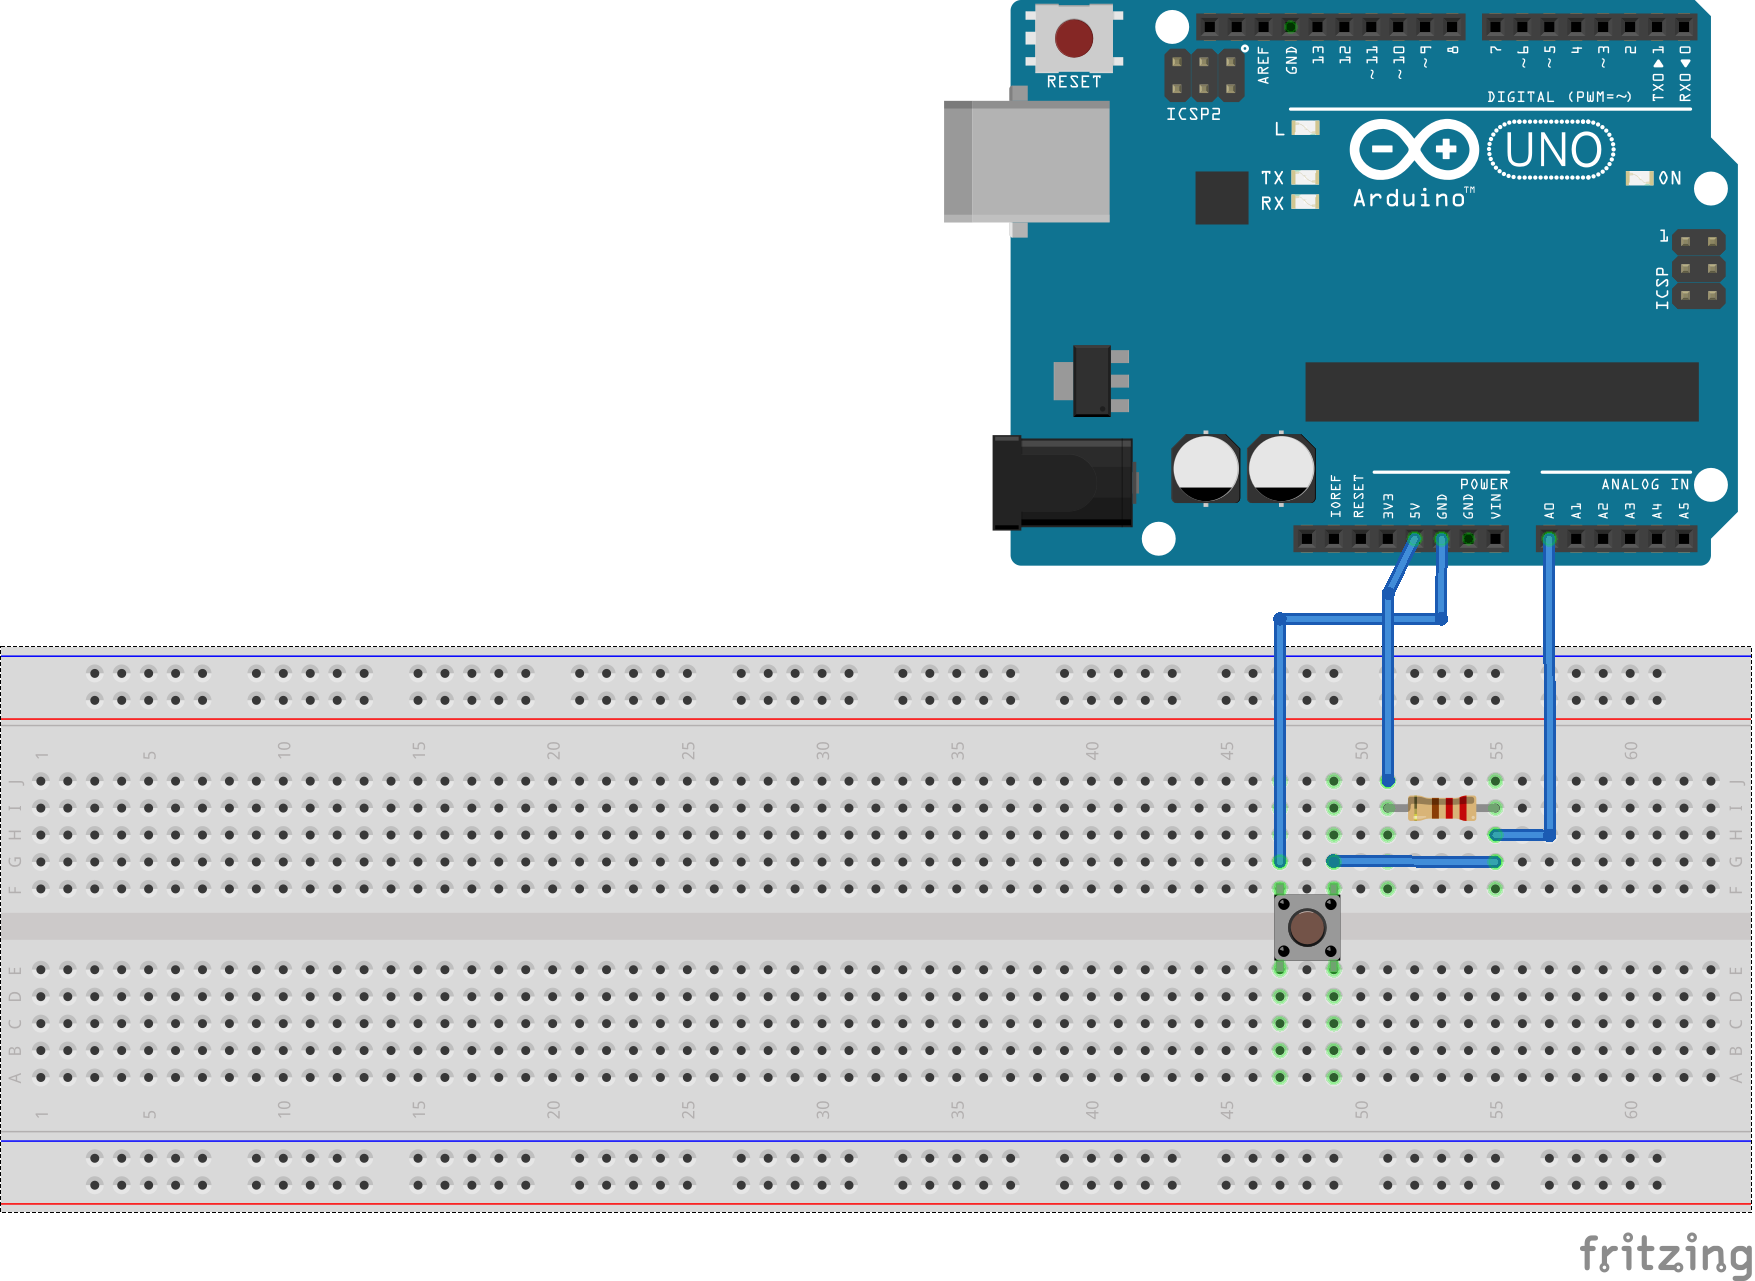 RESET
ICSP2
AREF
GND
13
12
~11
~10
~9
8
7
~6
~5
4
~3
2
TX0▶1
RX0◀0
DIGITAL (PWM=~)
L
TX
RX
UNO
Arduino™
ON
1
ICSP
POWER
ANALOG IN
IOREF
RESET
3V3
5V
GND
GND
VIN
A0
A1
A2
A3
A4
A5
1 5 10 15 20 25 30 35 40 45 50 55 60
J J
I I
H H
G G
F F
E E
D D
C C
B B
A A
1 5 10 15 20 25 30 35 40 45 50 55 60
fritzing